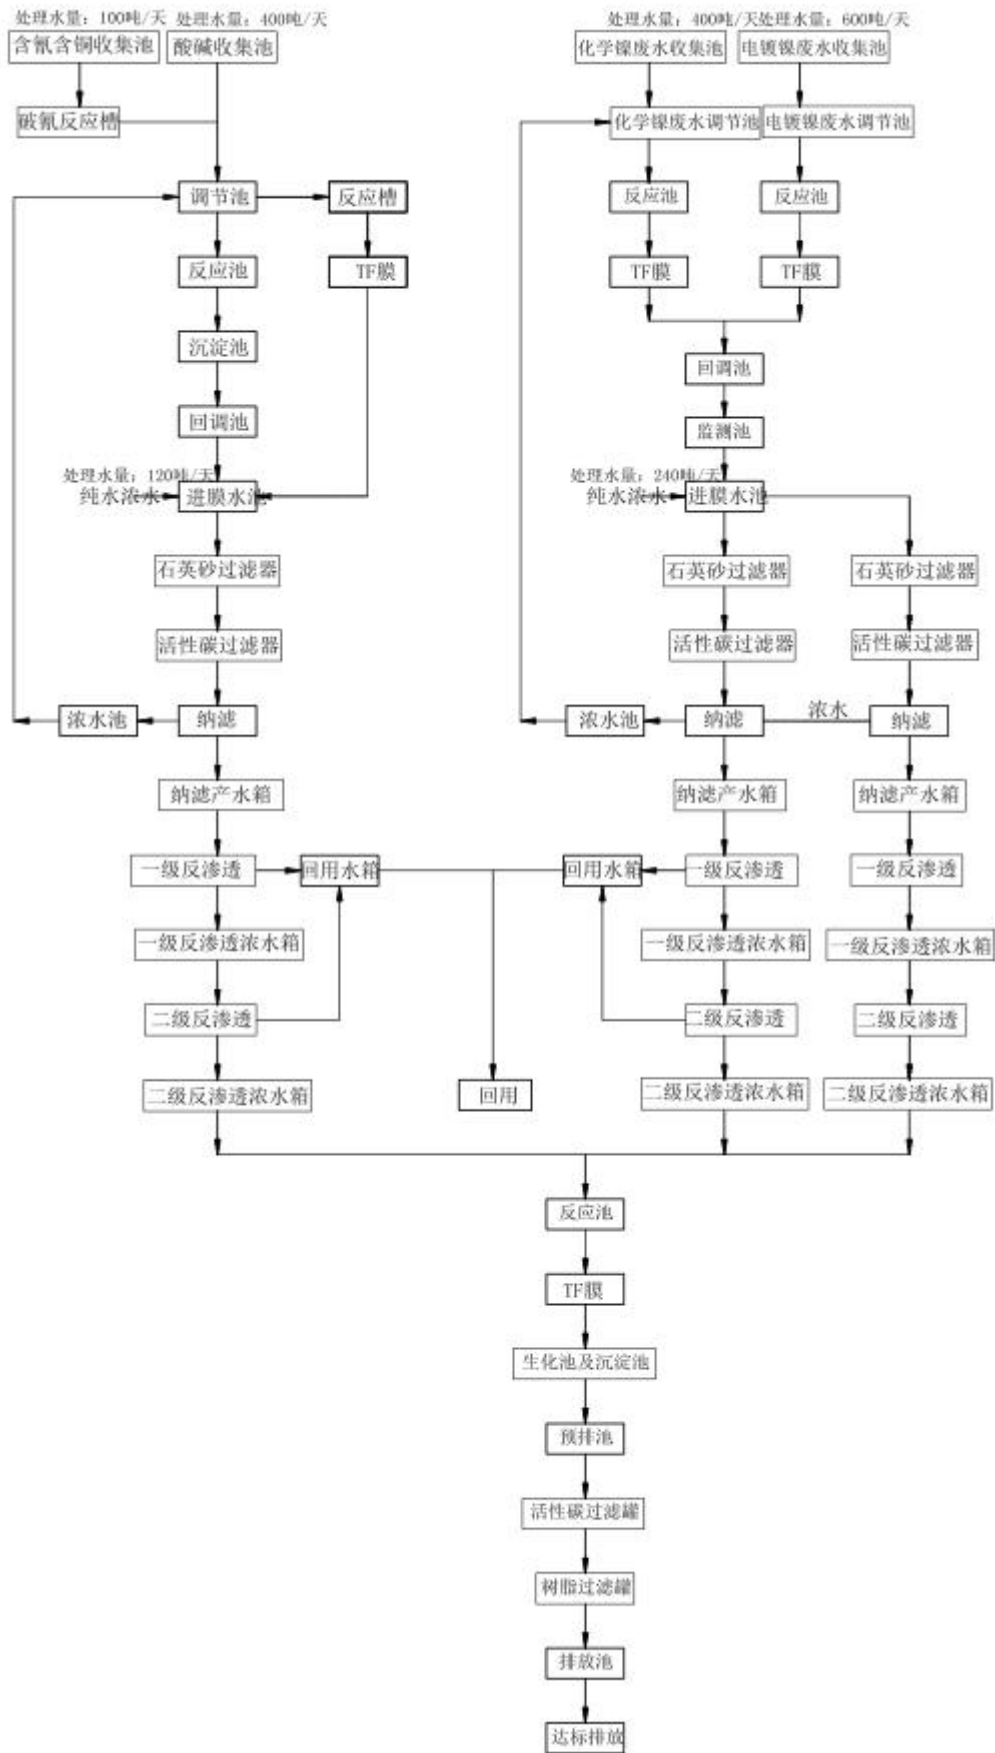 处理水量：100吨/天
处理水量：400吨/天
处理水量：400吨/天
处理水量：600吨/天
含氰含铜收集池
酸碱收集池
化学镍废水收集池
电镀镍废水收集池
破氰反应槽
化学镍废水调节池
电镀镍废水调节池
调节池
反应槽
反应池
反应池
反应池
TF膜
TF膜
TF膜
沉淀池
回调池
回调池
监测池
处理水量：120吨/天
处理水量：240吨/天
纯水浓水
进膜水池
纯水浓水
进膜水池
石英砂过滤器
石英砂过滤器
石英砂过滤器
活性碳过滤器
活性碳过滤器
活性碳过滤器
浓水池
纳滤
浓水池
纳滤
浓水
纳滤
纳滤产水箱
纳滤产水箱
纳滤产水箱
一级反渗透
回用水箱
回用水箱
一级反渗透
一级反渗透
一级反渗透浓水箱
一级反渗透浓水箱
一级反渗透浓水箱
二级反渗透
二级反渗透
二级反渗透
二级反渗透浓水箱
回用
二级反渗透浓水箱
二级反渗透浓水箱
反应池
TF膜
生化池及沉淀池
预排池
活性碳过滤罐
树脂过滤罐
排放池
达标排放